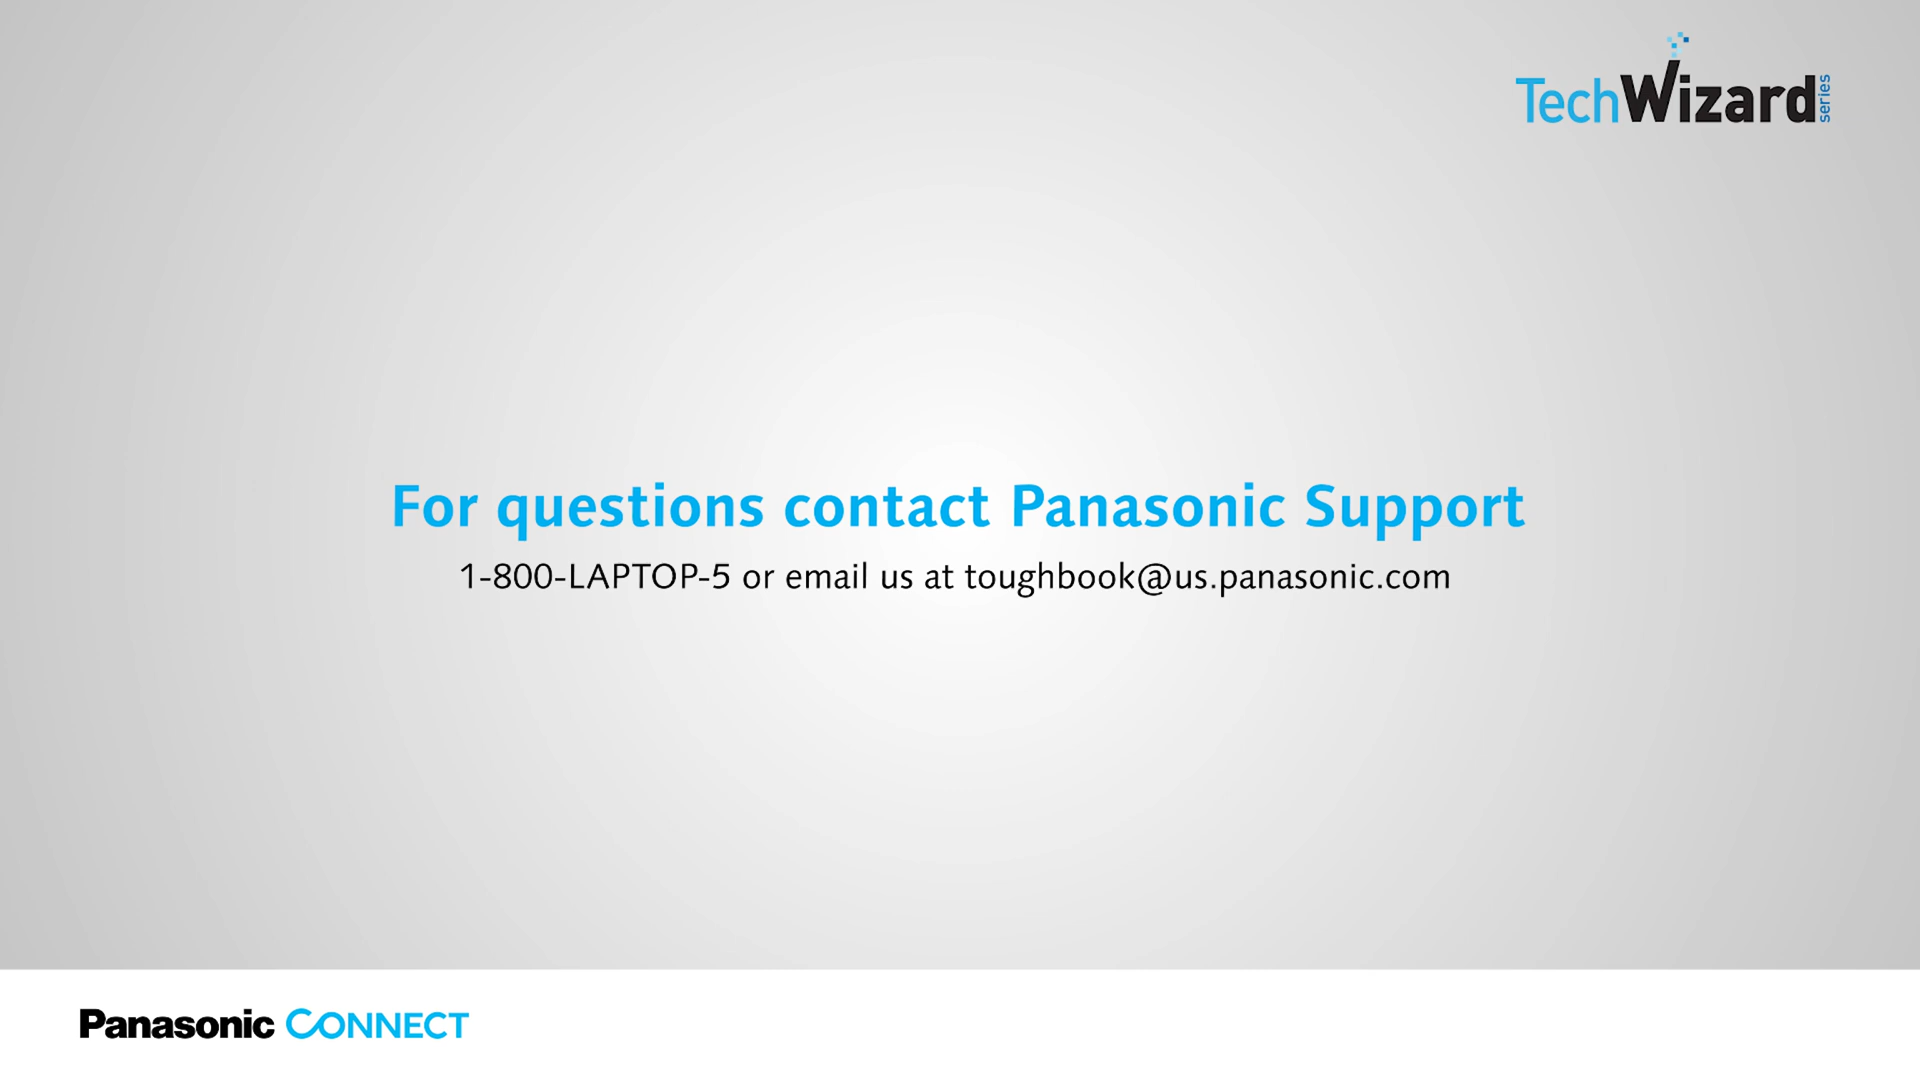 TechWizard series
For questions contact Panasonic Support
1-800-LAPTOP-5 or email us at toughbook@us.panasonic.com
Panasonic CONNECT